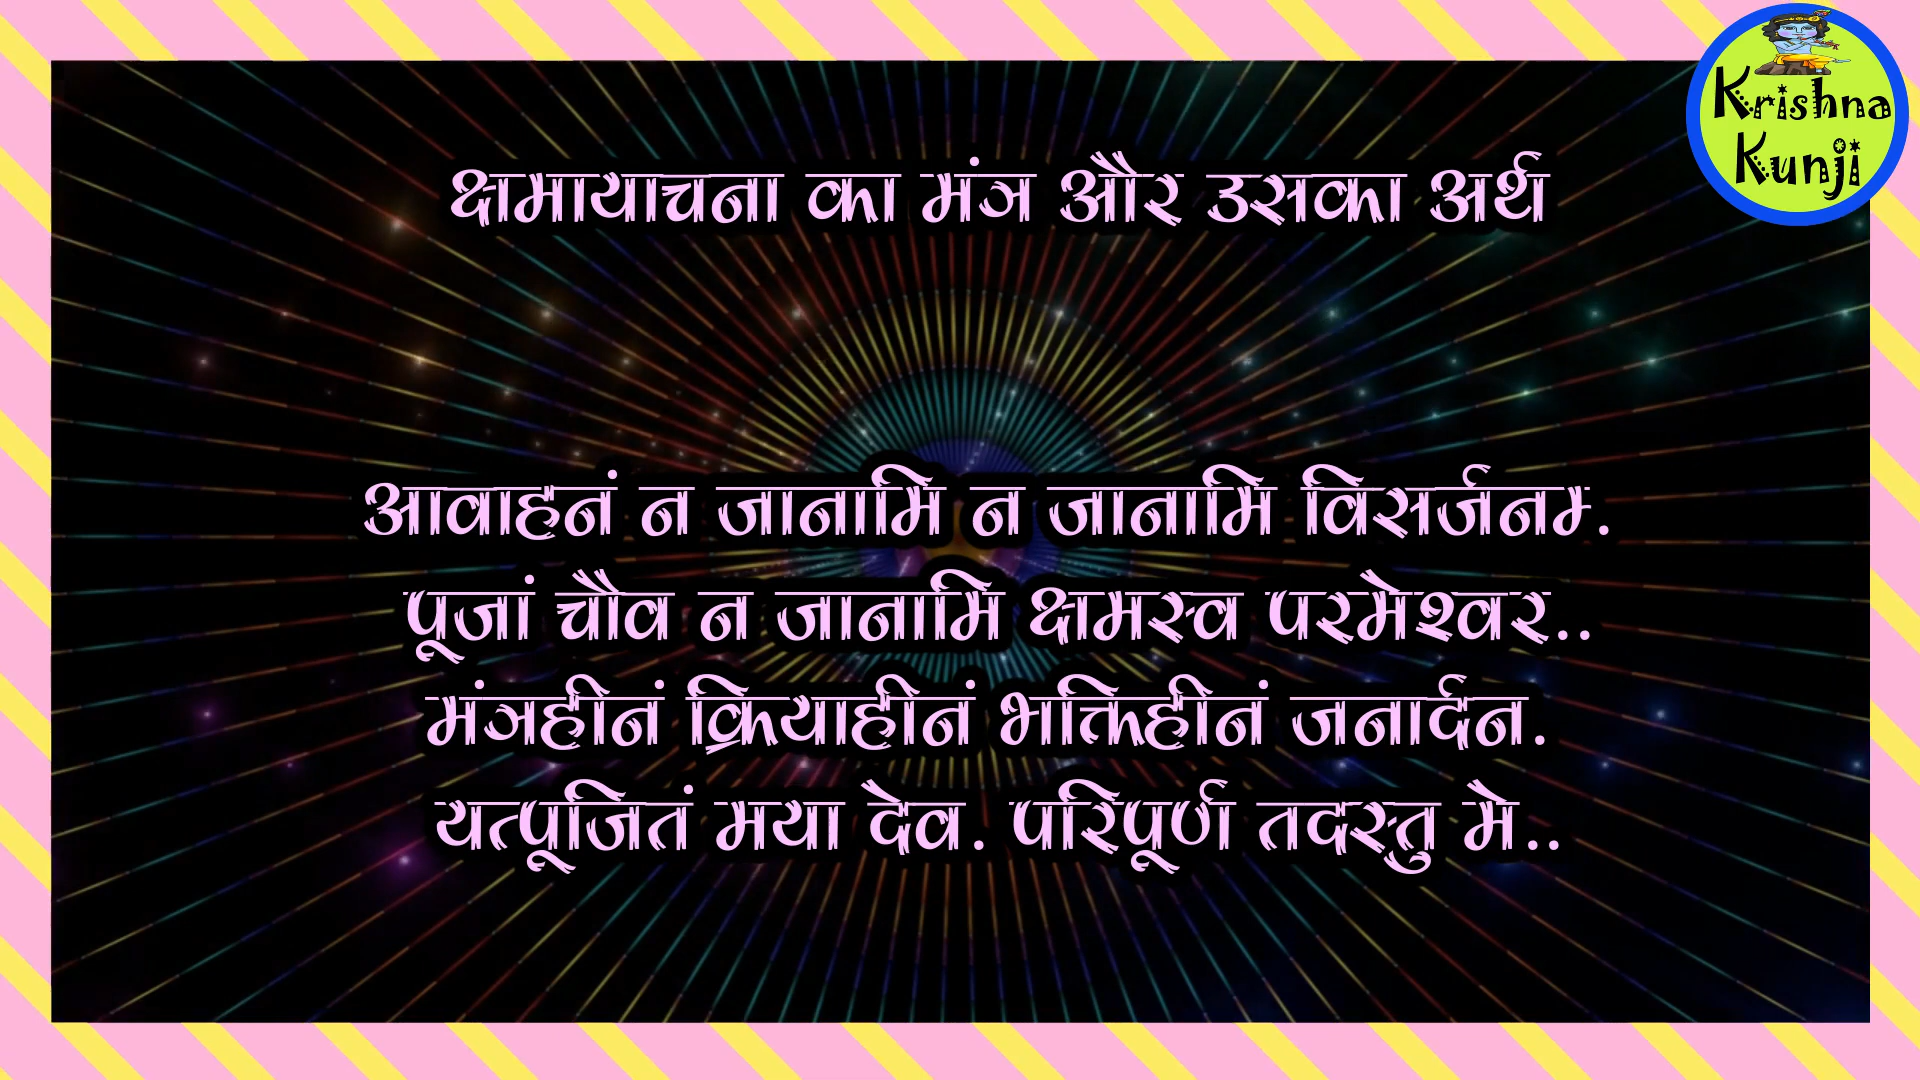 Krishna
Kunji
क्षमायाचना का मंत्र और उसका अर्थ
आवाहनं न जानामि न जानामि विसर्जनम्.
पूजां चौव न जानामि क्षमस्व परमेश्वर..
मंत्रहीनं क्रियाहीनं भक्तिहीनं जनार्दन.
यत्पूजितं मया देव. परिपूर्ण तदस्तु मे..